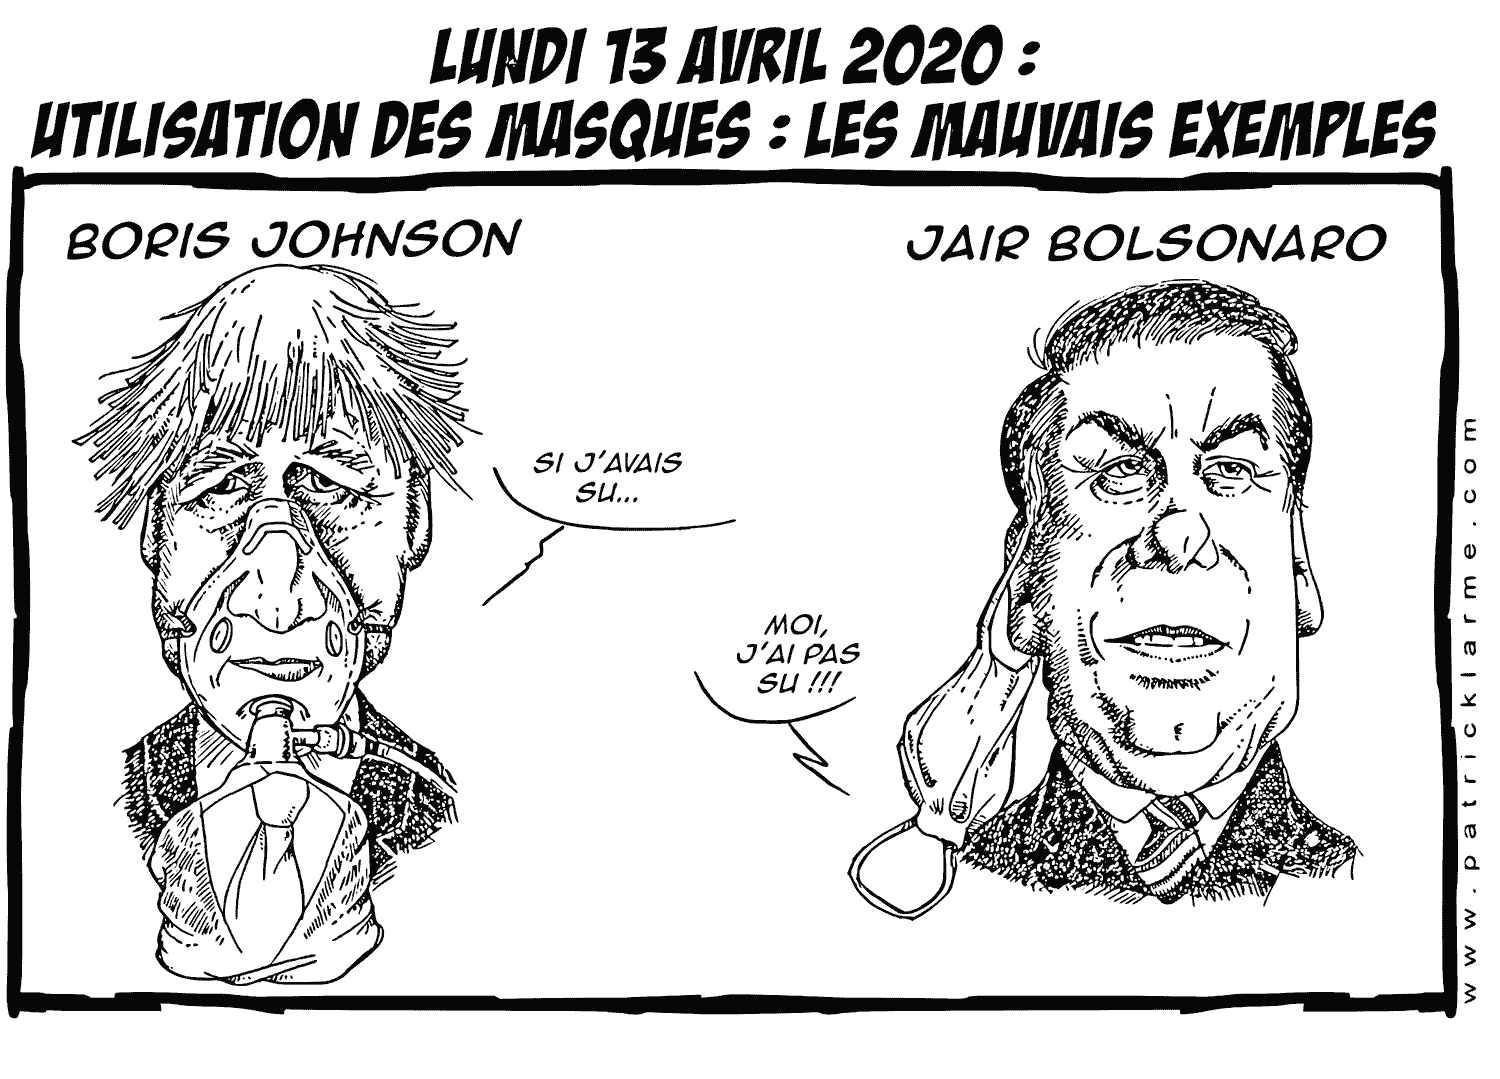 LUNDI 13 AVRIL 2020 :
UTILISATION DES MASQUES : LES MAUVAIS EXEMPLES
BORIS JOHNSON
JAIR BOLSONARO
SI J'AVAIS
SU...
MOI,
J'AI PAS
SU !!!
www.patricklarme.com